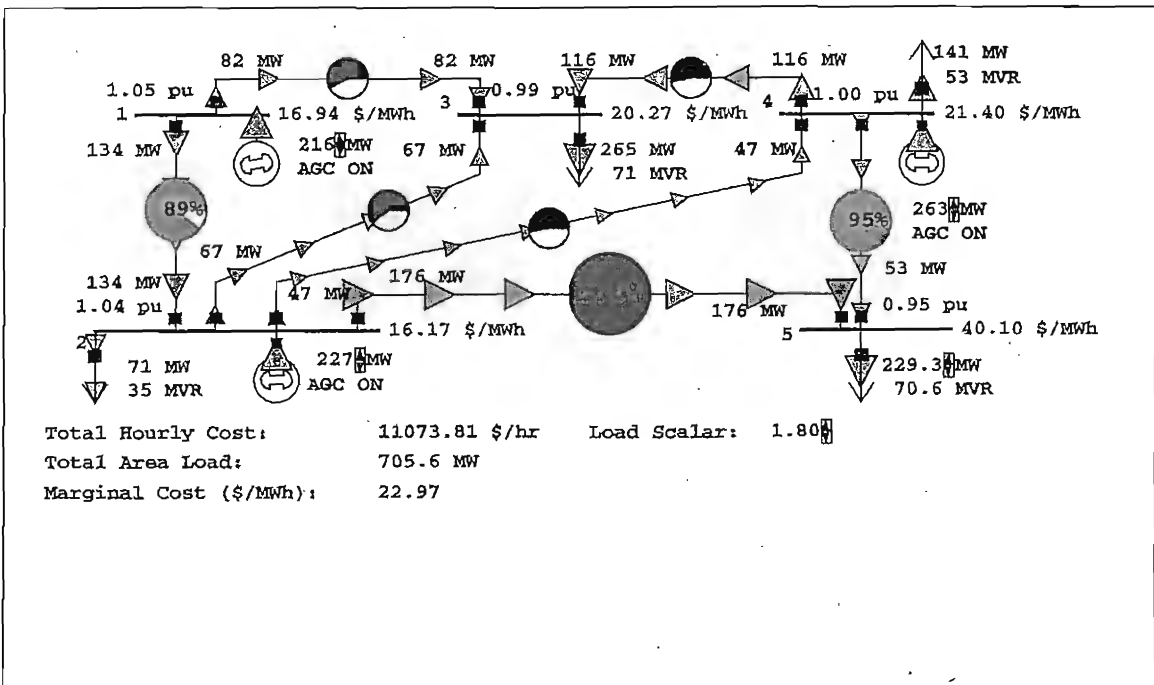 82 MW
82 MW
116 MW
116 MW
141 MW
53 MVR
1.05 pu
0.99 pu
1.00 pu
1
16.94 $/MWh
3
20.27 $/MWh
4
21.40 $/MWh
134 MW
216 MW
AGC ON
67 MW
265 MW
71 MVR
47 MW
89%
95%
263 MW
AGC ON
67 MW
53 MW
134 MW
176 MW
1.04 pu
47 MW
176 MW
0.95 pu
2
16.17 $/MWh
5
40.10 $/MWh
71 MW
35 MVR
227 MW
AGC ON
229.3 MW
70.6 MVR
Total Hourly Cost: 11073.81 $/hr Load Scalar: 1.80
Total Area Load: 705.6 MW
Marginal Cost ($/MWh): 22.97